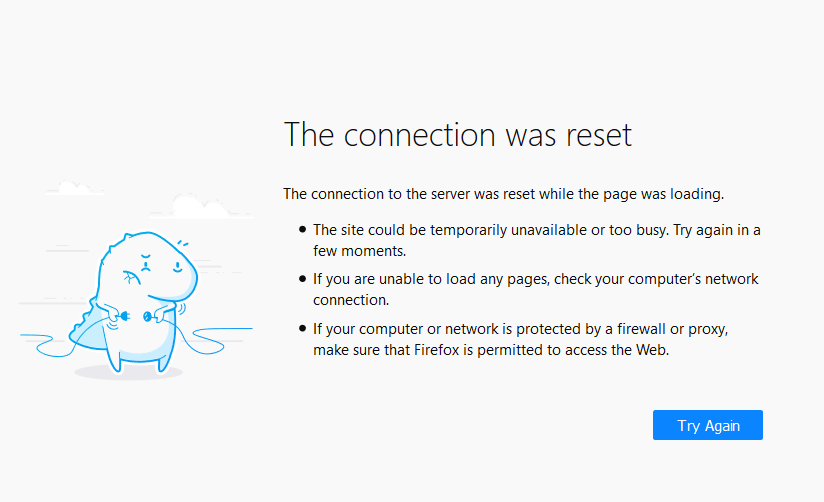 The connection was reset
The connection to the server was reset while the page was loading.
● The site could be temporarily unavailable or too busy. Try again in a
few moments.
● If you are unable to load any pages, check your computer’s network
connection.
● If your computer or network is protected by a firewall or proxy,
make sure that Firefox is permitted to access the Web.
Try Again